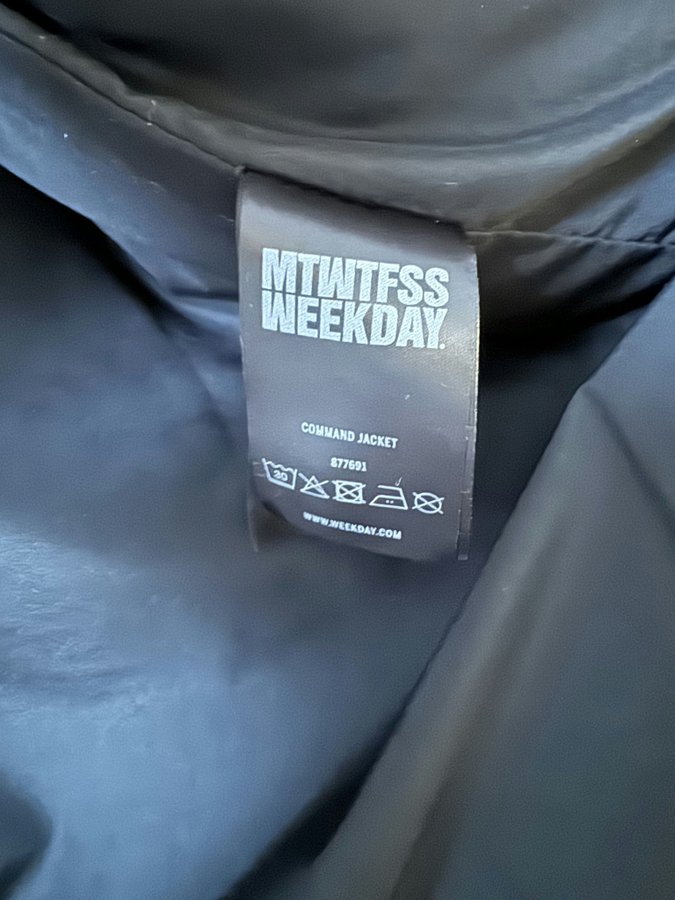 MTWTFSS
WEEKDAY.
COMMAND JACKET
877691
30
WWW.WEEKDAY.COM